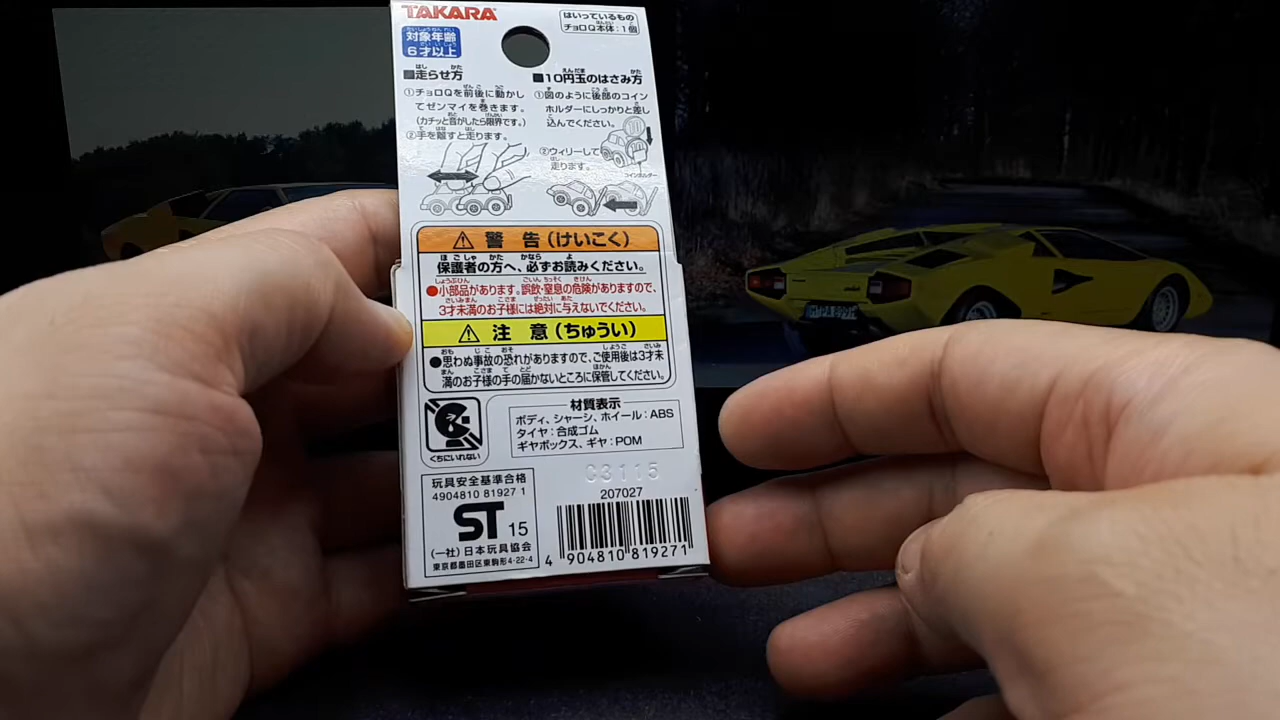 TAKARA
はいっているもの
チョロQ本体:1個
対象年齢
6才以上
■走らせ方
①チョロQを前後に動かし
てゼンマイを巻きます。
(カチッと音がしたら限界です。)
②手を離すと走ります。
■10円玉のはさみ方
①図のように後部のコイン
ホルダーにしっかりと差し
込んでください。
②ウィリーして
走ります。
コインホルダー
⚠ 警 告(けいこく)
保護者の方へ、必ずお読みください。
●小部品があります。誤飲・窒息の危険がありますので、
3才未満のお子様には絶対に与えないでください。
⚠ 注 意(ちゅうい)
●思わぬ事故の恐れがありますので、ご使用後は3才未
満のお子様の手の届かないところに保管してください。
くちにいれない
材質表示
ボディ、シャーシ、ホイール:ABS
タイヤ:合成ゴム
ギヤボックス、ギヤ:POM
C3115
207027
玩具安全基準合格
4904810 81927 1
ST 15
(一社)日本玩具協会
東京都墨田区東駒形4-22-4
4 904810 819271